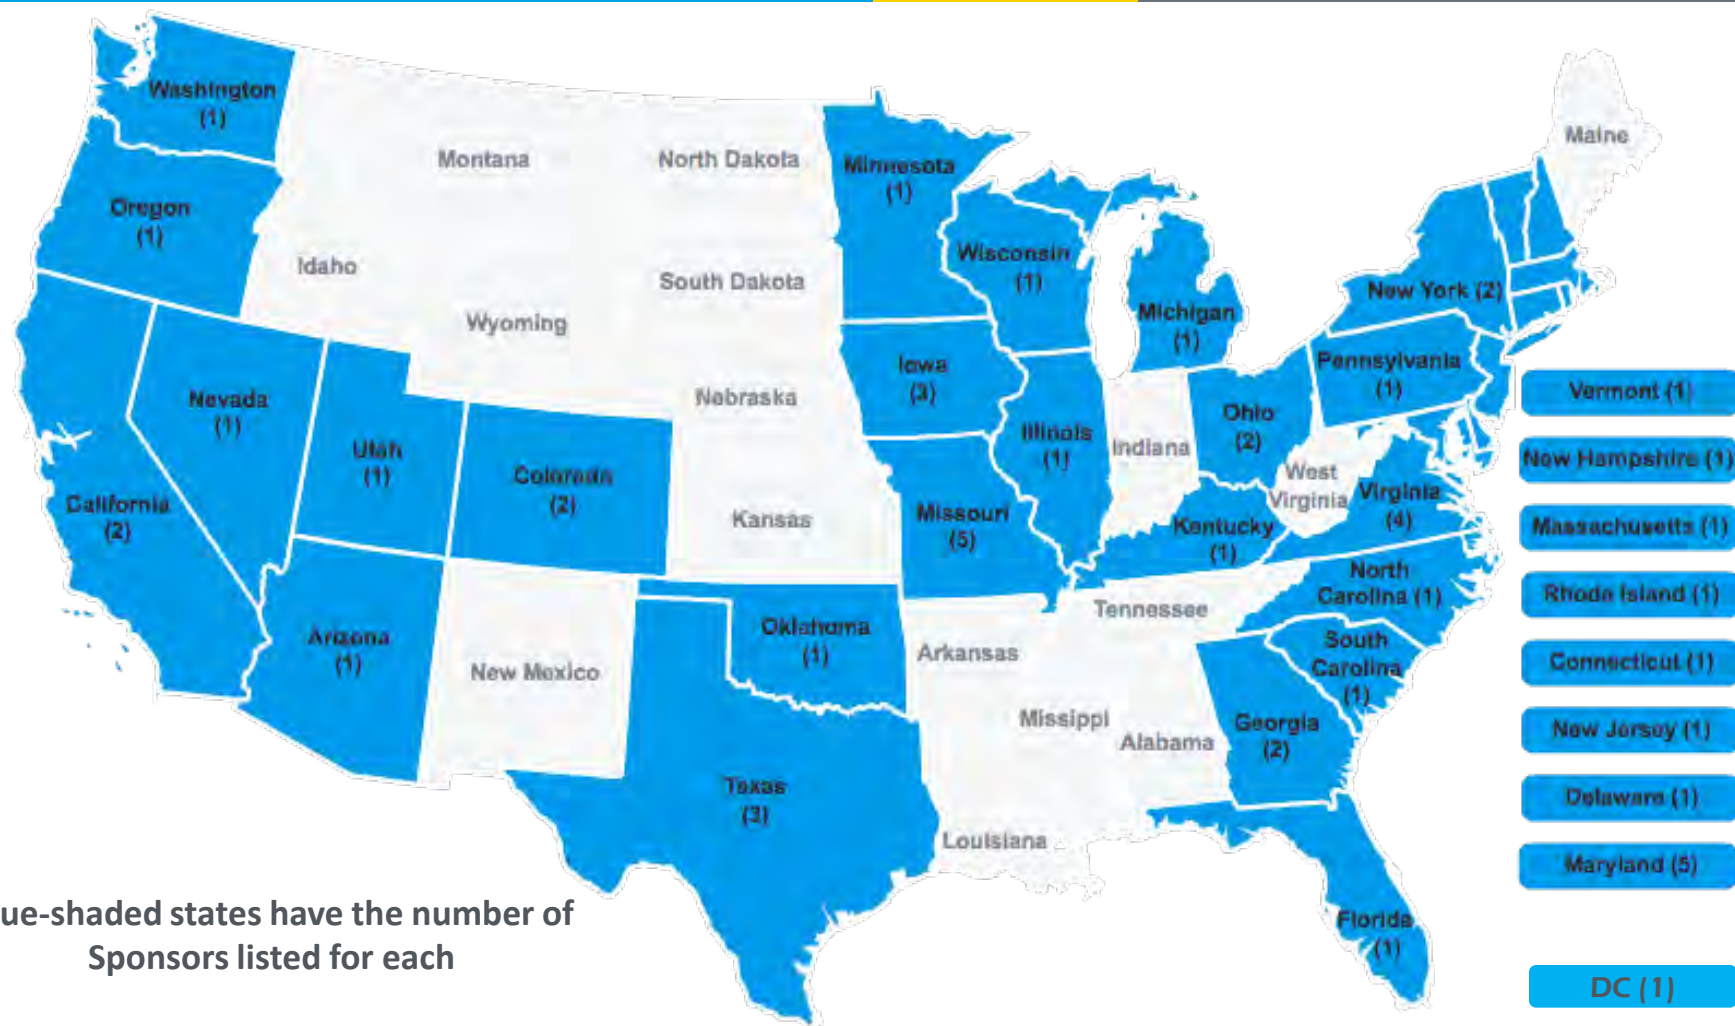 Washington
(1)
Montana
North Dakota
Minnesota
(1)
Maine
Oregon
(1)
Idaho
Wyoming
South Dakota
Wisconsin
(1)
Michigan
(1)
New York (2)
Nevada
(1)
Utah
(1)
Colorado
(2)
Nebraska
Iowa
(3)
Illinois
(1)
Indiana
Ohio
(2)
Pennsylvania
(1)
California
(2)
Kansas
Missouri
(5)
Kentucky
(1)
West
Virginia
Virginia
(4)
Arizona
(1)
New Mexico
Oklahoma
(1)
Arkansas
Tennessee
North
Carolina (1)
South
Carolina
(1)
Texas
(3)
Missippi
Alabama
Georgia
(2)
Louisiana
Florida
(1)
Vermont (1)
New Hampshire (1)
Massachusetts (1)
Rhode Island (1)
Connecticut (1)
New Jersey (1)
Delaware (1)
Maryland (5)
DC (1)
ue-shaded states have the number of
Sponsors listed for each